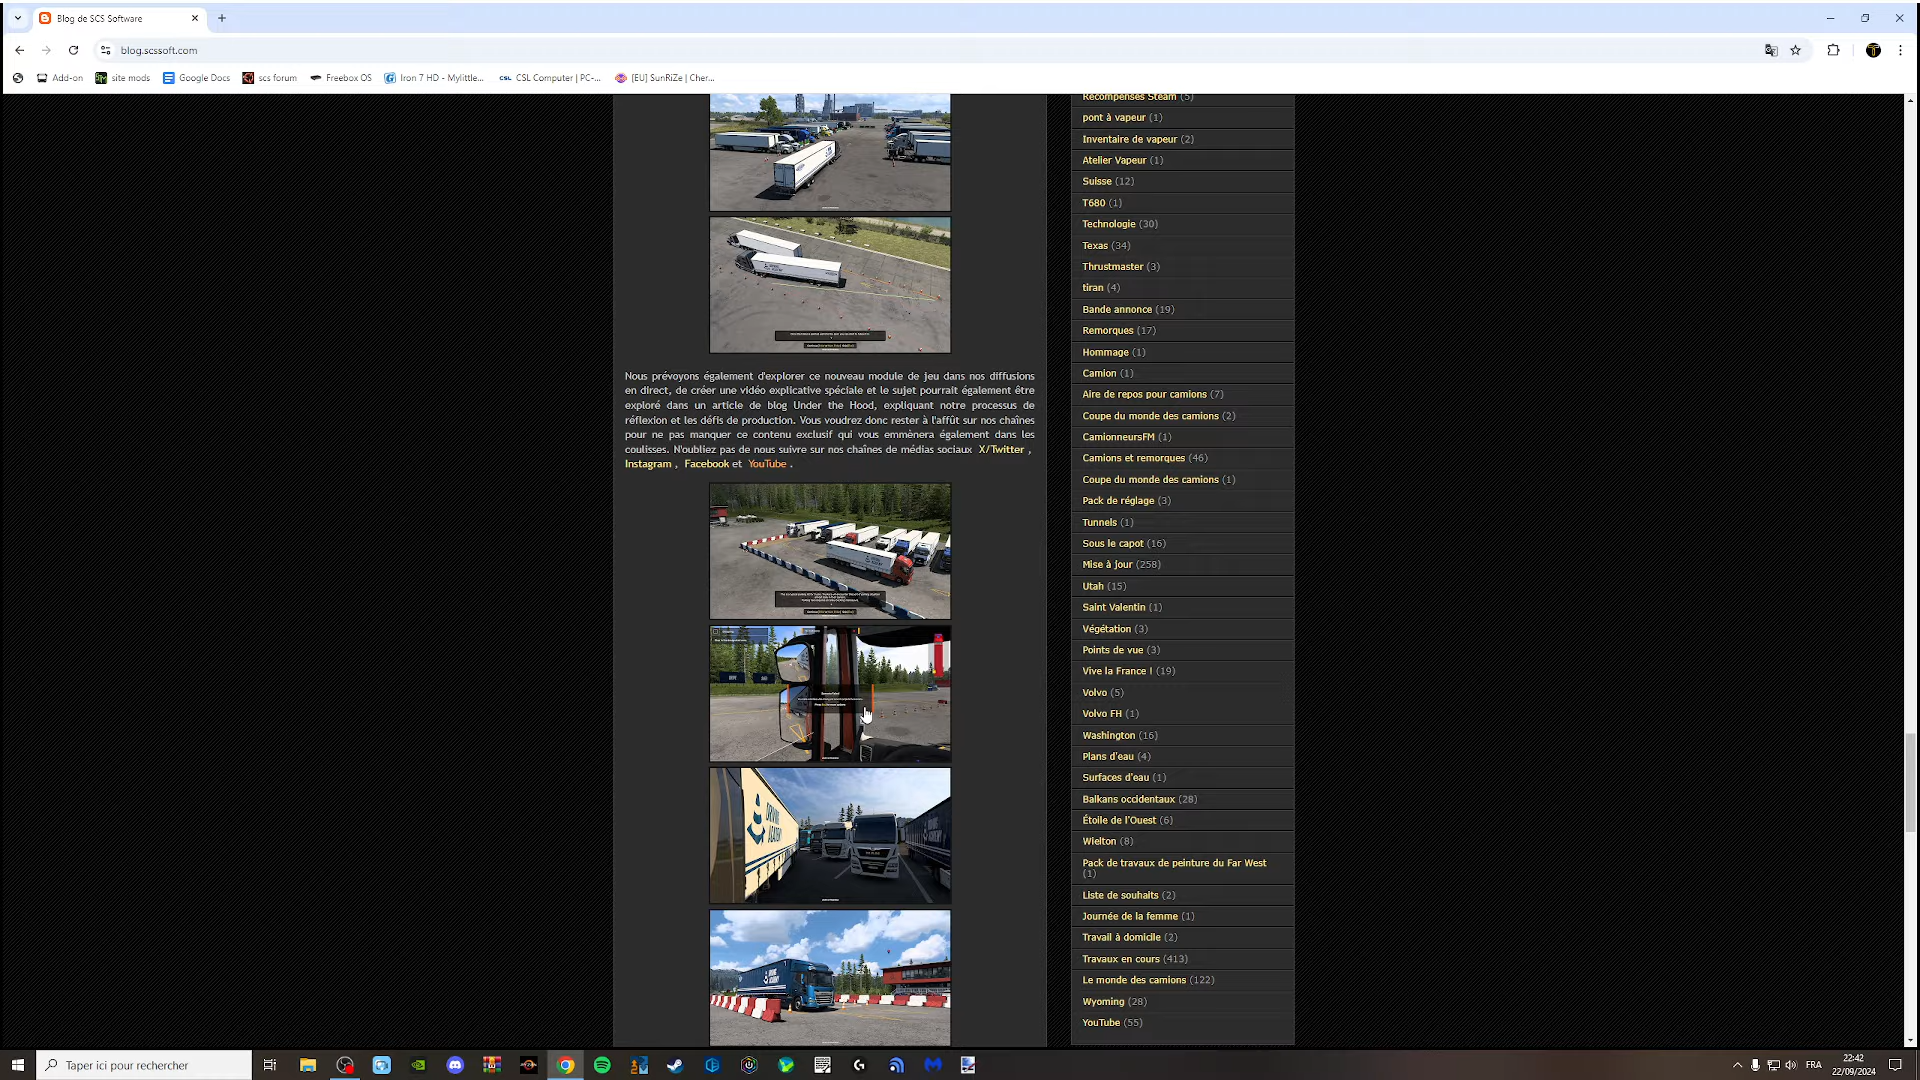 Blog de SCS Software
blog.scssoft.com
Add-on
site mods
Google Docs
scs forum
Freebox OS
Iron 7 HD - Mylittle...
CSL Computer | PC-...
[EU] SunRiZe | Cher...
Nous prévoyons également d'explorer ce nouveau module de jeu dans nos diffusions
en direct, de créer une vidéo explicative spéciale et le sujet pourrait également être
exploré dans un article de blog Under the Hood, expliquant notre processus de
réflexion et les défis de production. Vous voudrez donc rester à l'affût sur nos chaînes
pour ne pas manquer ce contenu exclusif qui vous emmènera également dans les
coulisses. N'oubliez pas de nous suivre sur nos chaînes de médias sociaux X/Twitter ,
Instagram , Facebook et YouTube .
DRIVING
ACADEMY
Récompenses Steam (5)
pont à vapeur (1)
Inventaire de vapeur (2)
Atelier Vapeur (1)
Suisse (12)
T680 (1)
Technologie (30)
Texas (34)
Thrustmaster (3)
tiran (4)
Bande annonce (19)
Remorques (17)
Hommage (1)
Camion (1)
Aire de repos pour camions (7)
Coupe du monde des camions (2)
CamionneursFM (1)
Camions et remorques (46)
Coupe du monde des camions (1)
Pack de réglage (3)
Tunnels (1)
Sous le capot (16)
Mise à jour (258)
Utah (15)
Saint Valentin (1)
Végétation (3)
Points de vue (3)
Vive la France ! (19)
Volvo (5)
Volvo FH (1)
Washington (16)
Plans d'eau (4)
Surfaces d'eau (1)
Balkans occidentaux (28)
Étoile de l'Ouest (6)
Wielton (8)
Pack de travaux de peinture du Far West
(1)
Liste de souhaits (2)
Journée de la femme (1)
Travail à domicile (2)
Travaux en cours (413)
Le monde des camions (122)
Wyoming (28)
YouTube (55)
Taper ici pour rechercher
FRA
22:42
22/09/2024